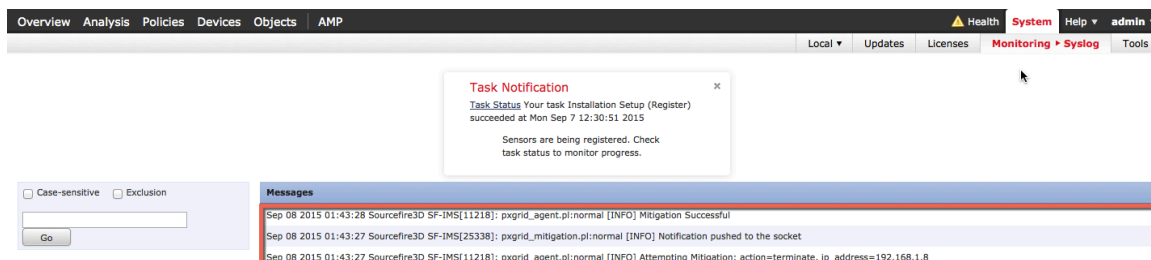 Overview Analysis Policies Devices Objects AMP Health System Help ▾ admin
Local ▾ Updates Licenses Monitoring ▸ Syslog Tools
Task Notification ×
Task Status Your task Installation Setup (Register)
succeeded at Mon Sep 7 12:30:51 2015
Sensors are being registered. Check
task status to monitor progress.
Case-sensitive Exclusion
Messages
Sep 08 2015 01:43:28 Sourcefire3D SF-IMS[11218]: pxgrid_agent.pl:normal [INFO] Mitigation Successful
Go
Sep 08 2015 01:43:27 Sourcefire3D SF-IMS[25338]: pxgrid_mitigation.pl:normal [INFO] Notification pushed to the socket
Sep 08 2015 01:43:27 Sourcefire3D SF-IMS[11218]: pxgrid_agent.pl:normal [INFO] Attempting Mitigation: action=terminate, ip_address=192.168.1.8